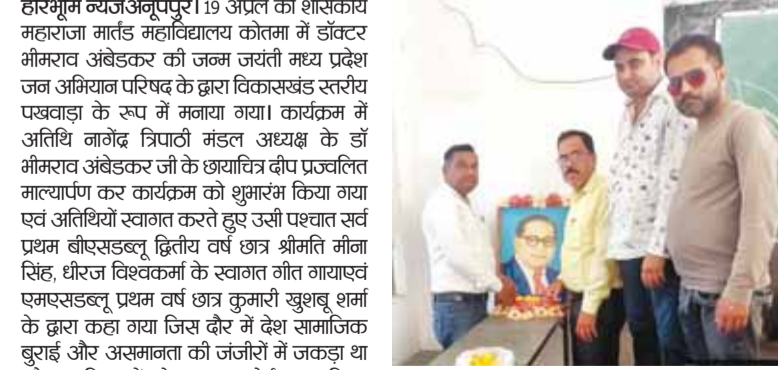 हरिभूमि न्यूज़अनूपपुर। 19 अप्रैल को शासकीय
महाराजा मार्तंड महाविद्यालय कोतमा में डॉक्टर
भीमराव अंबेडकर की जन्म जयंती मध्य प्रदेश
जन अभियान परिषद के द्वारा विकासखंड स्तरीय
पखवाड़ा के रूप में मनाया गया। कार्यक्रम में
अतिथि नागेंद्र त्रिपाठी मंडल अध्यक्ष के डॉ
भीमराव अंबेडकर जी के छायाचित्र दीप प्रज्वलित
माल्यार्पण कर कार्यक्रम को शुभारंभ किया गया
एवं अतिथियों स्वागत करते हुए उसी पश्चात सर्व
प्रथम बीएसडब्लू द्वितीय वर्ष छात्र श्रीमति मीना
सिंह, धीरज विश्वकर्मा के स्वागत गीत गायाएवं
एमएसडब्लू प्रथम वर्ष छात्र कुमारी खुशबू शर्मा
के द्वारा कहा गया जिस दौर में देश सामाजिक
बुराई और असमानता की जंजीरों में जकड़ा था